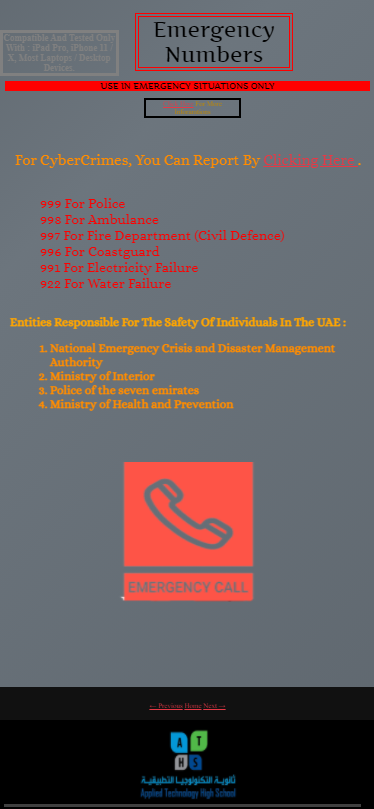 Compatible And Tested Only
With : iPad Pro, iPhone 11 /
X, Most Laptops / Desktop
Devices.
Emergency
Numbers
USE IN EMERGENCY SITUATIONS ONLY
For More
Information
For CyberCrimes, You Can Report By Clicking Here .
999 For Police
998 For Ambulance
997 For Fire Department (Civil Defence)
996 For Coastguard
991 For Electricity Failure
922 For Water Failure
Entities Responsible For The Safety Of Individuals In The UAE :
1. National Emergency Crisis and Disaster Management
Authority
2. Ministry of Interior
3. Police of the seven emirates
4. Ministry of Health and Prevention
EMERGENCY CALL
← Previous Home Next →
A T
H S
ثانوية التكنولوجيا التطبيقية
Applied Technology High School